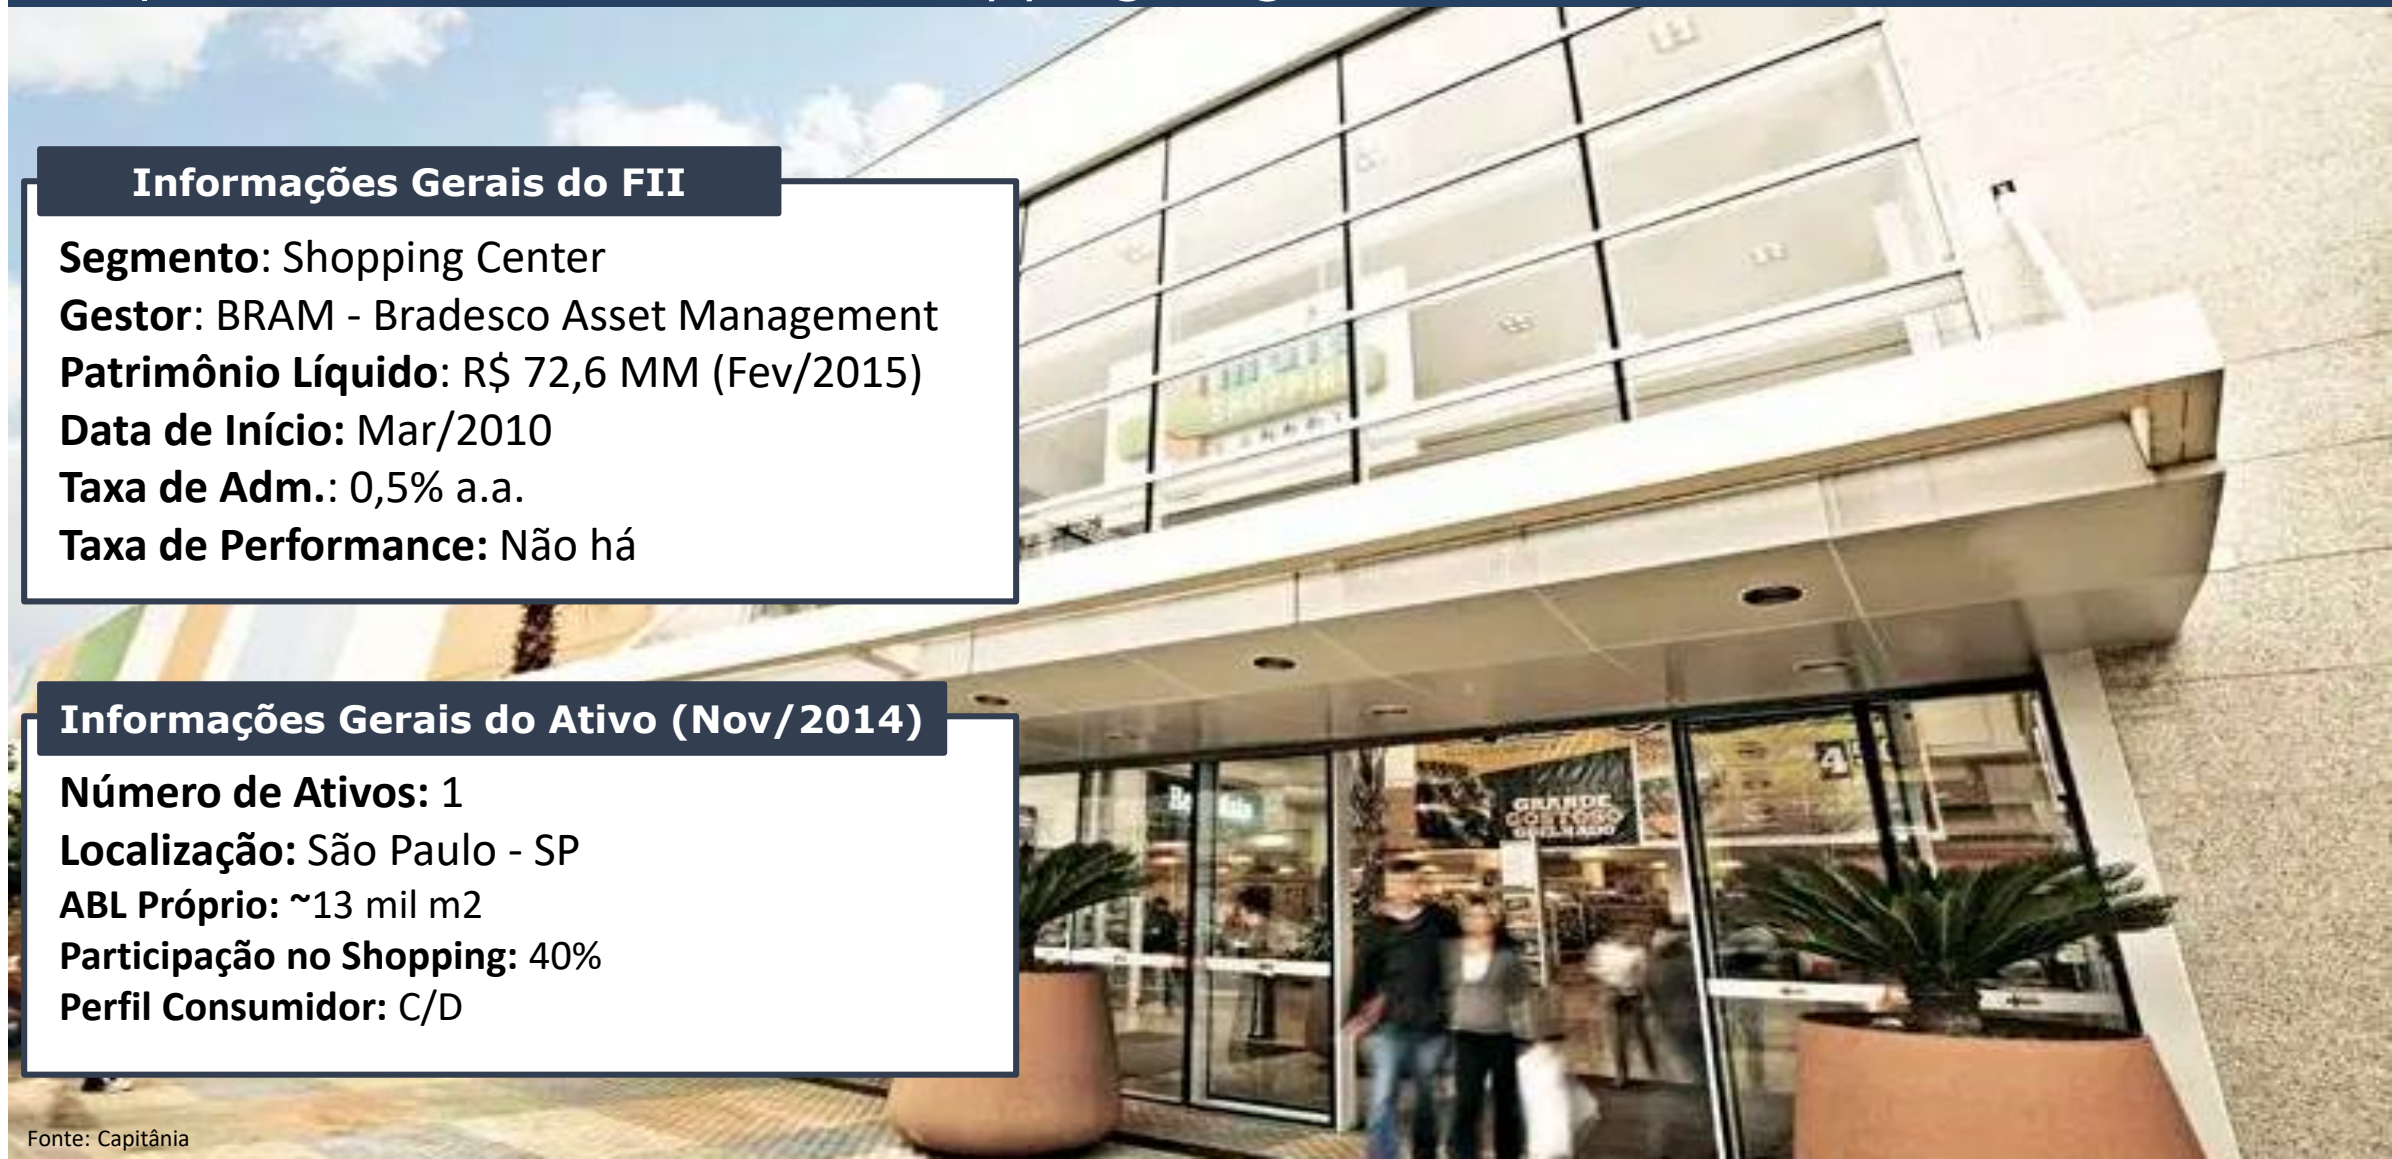 Informações Gerais do FII
Segmento: Shopping Center
Gestor: BRAM - Bradesco Asset Management
Patrimônio Líquido: R$ 72,6 MM (Fev/2015)
Data de Início: Mar/2010
Taxa de Adm.: 0,5% a.a.
Taxa de Performance: Não há
Informações Gerais do Ativo (Nov/2014)
Número de Ativos: 1
Localização: São Paulo - SP
ABL Próprio: ~13 mil m2
Participação no Shopping: 40%
Perfil Consumidor: C/D
GRANDE
GOSTOSO
GRELHADO
Fonte: Capitânia